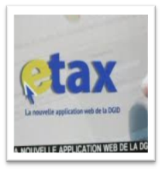 etax
La nouvelle application web de la DGID
A NOUVELLE APPLICATION WEB DE LA DG